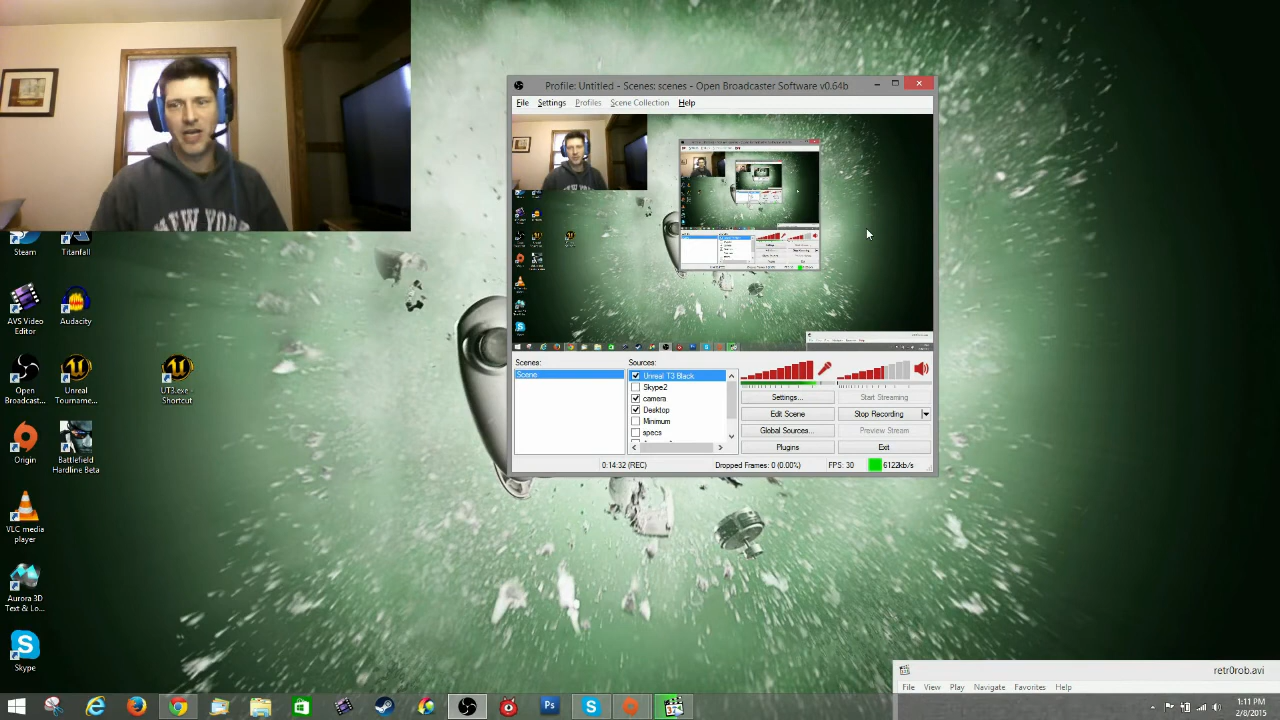 NEW YORK
Profile: Untitled - Scenes: scenes - Open Broadcaster Software v0.64b
File Settings Profiles Scene Collection Help
AVS Video Editor
Audacity
Open Broadcast...
Unreal Tourname...
UT3.exe - Shortcut
Origin
Battlefield Hardline Beta
VLC media player
Aurora 3D Text & Lo...
Skype
Scenes:
Scene
Sources:
Unreal T3 Black
Skype2
camera
Desktop
Minimum
specs
Settings...
Start Streaming
Edit Scene
Stop Recording
Global Sources...
Preview Stream
Plugins
Exit
0:14:32 (REC)
Dropped Frames: 0 (0.00%)
FPS: 30
6122kb/s
retr0rob.avi
File View Play Navigate Favorites Help
Ps
1:11 PM
2/8/2015